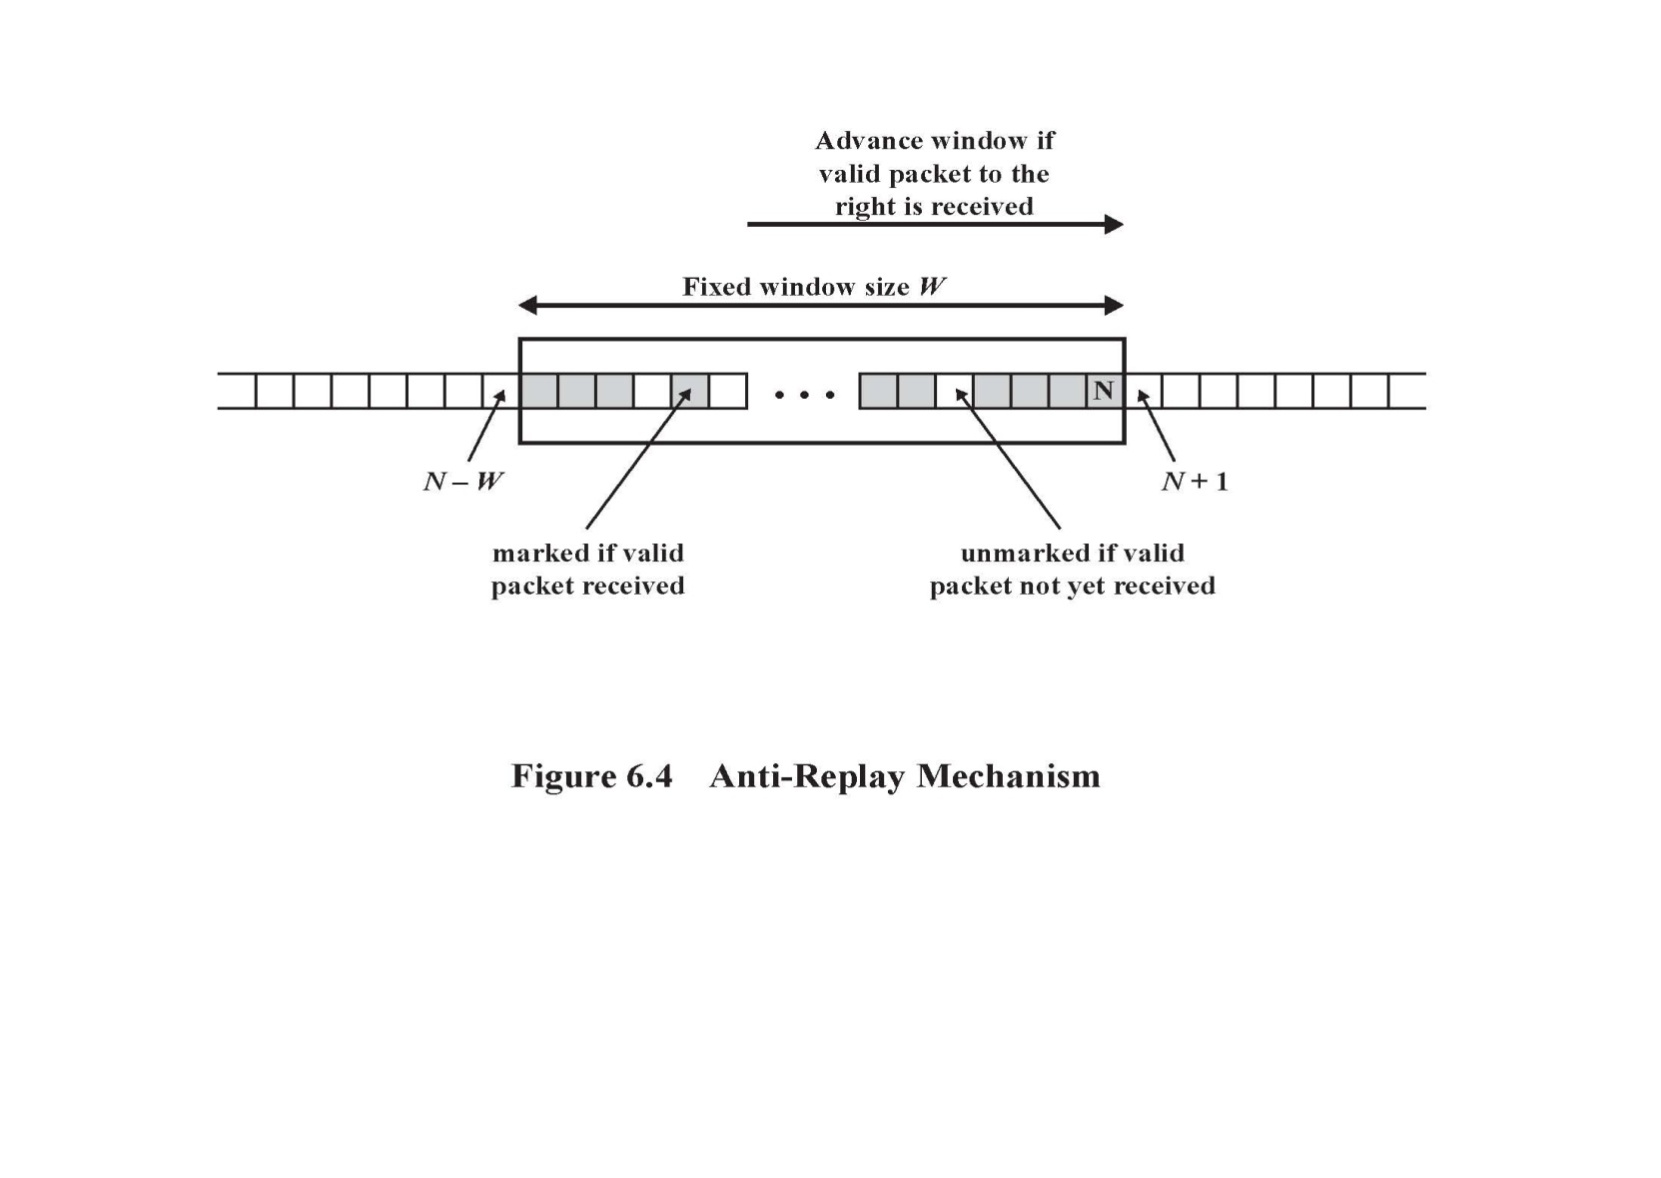 Advance window if
valid packet to the
right is received
Fixed window size W
N
N – W
N + 1
marked if valid
packet received
unmarked if valid
packet not yet received
Figure 6.4 Anti-Replay Mechanism